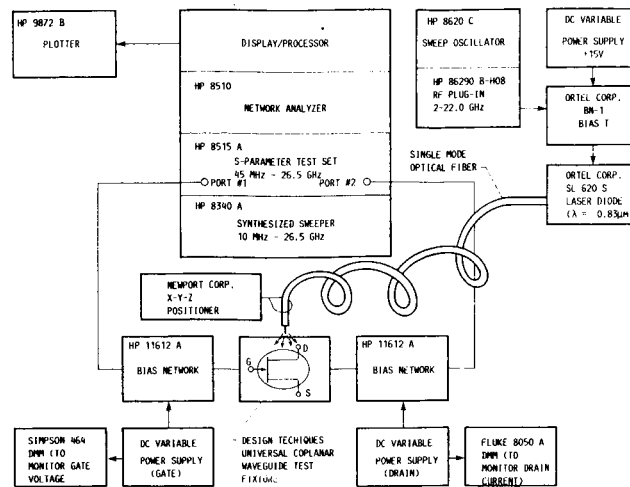 HP 9872 B
PLOTTER
DISPLAY/PROCESSOR
HP 8510
NETWORK ANALYZER
HP 8515 A
S-PARAMETER TEST SET
45 MHz - 26.5 GHz
PORT #1
PORT #2
HP 8340 A
SYNTHESIZED SWEEPER
10 MHz - 26.5 GHz
HP 8620 C
SWEEP OSCILLATOR
HP 86290 B-H08
RF PLUG-IN
2-22.0 GHz
DC VARIABLE
POWER SUPPLY
+15V
ORTEL CORP.
BN-1
BIAS T
SINGLE MODE
OPTICAL FIBER
ORTEL CORP.
SL 620 S
LASER DIODE
(λ = 0.83μm
NEWPORT CORP.
X-Y-Z
POSITIONER
HP 11612 A
BIAS NETWORK
G
D
S
HP 11612 A
BIAS NETWORK
SIMPSON 464
DMM (TO
MONITOR GATE
VOLTAGE
DC VARIABLE
POWER SUPPLY
(GATE)
DESIGN TECHIQUES
UNIVERSAL COPLANAR
WAVEGUIDE TEST
FIXTURE
DC VARIABLE
POWER SUPPLY
(DRAIN)
FLUKE 8050 A
DMM (TO
MONITOR DRAIN
CURRENT)